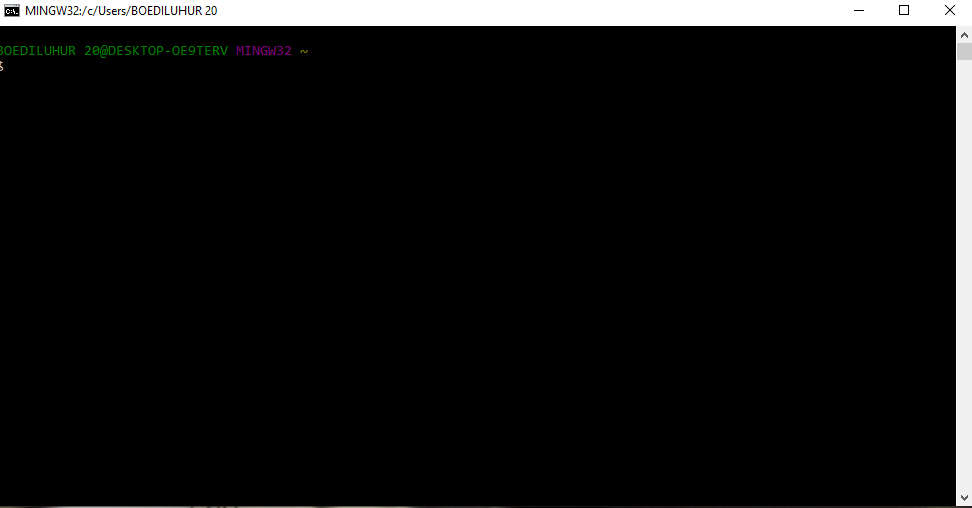 MINGW32:/c/Users/BOEDILUHUR 20
BOEDILUHUR 20@DESKTOP-OE9TERV MINGW32 ~
$